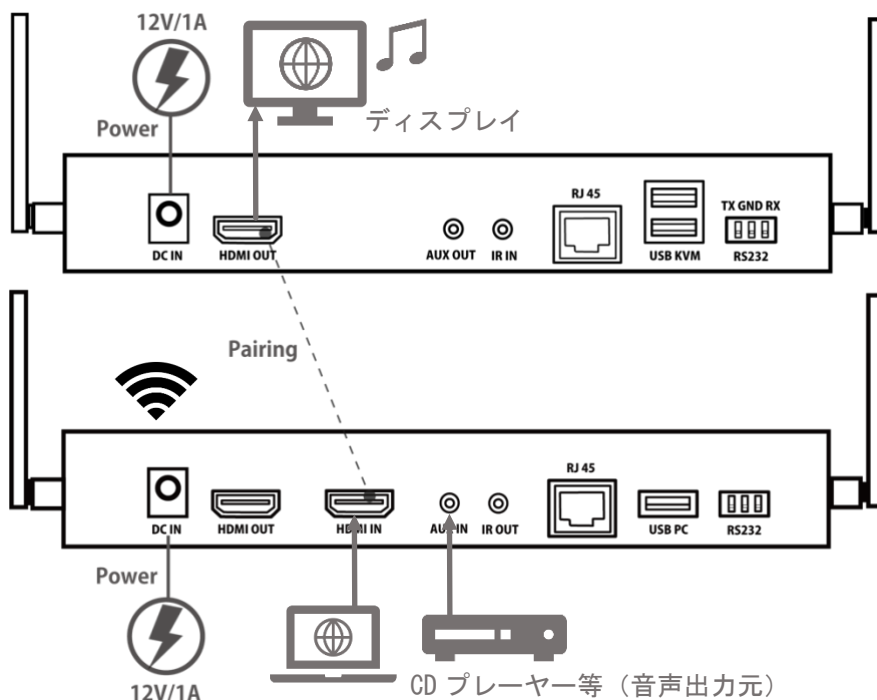 12V/1A
Power
ディスプレイ
RJ 45
TX GND RX
DC IN
HDMI OUT
AUX OUT
IR IN
USB KVM
RS232
Pairing
RJ 45
DC IN
HDMI OUT
HDMI IN
AUX IN
IR OUT
USB PC
RS232
Power
12V/1A
CD プレーヤー等（音声出力元）